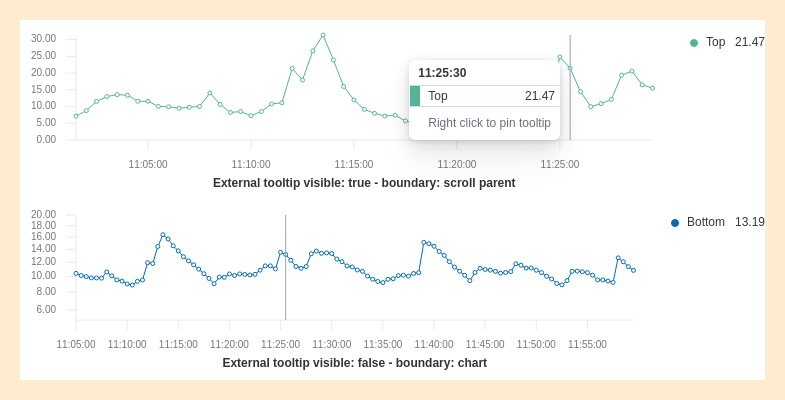 30.00
25.00
20.00
15.00
10.00
5.00
0.00
11:05:00 11:10:00 11:15:00 11:20:00 11:25:00
External tooltip visible: true - boundary: scroll parent
Top 21.47
11:25:30
Top 21.47
Right click to pin tooltip
20.00
18.00
16.00
14.00
12.00
10.00
8.00
6.00
11:05:00 11:10:00 11:15:00 11:20:00 11:25:00 11:30:00 11:35:00 11:40:00 11:45:00 11:50:00 11:55:00
External tooltip visible: false - boundary: chart
Bottom 13.19